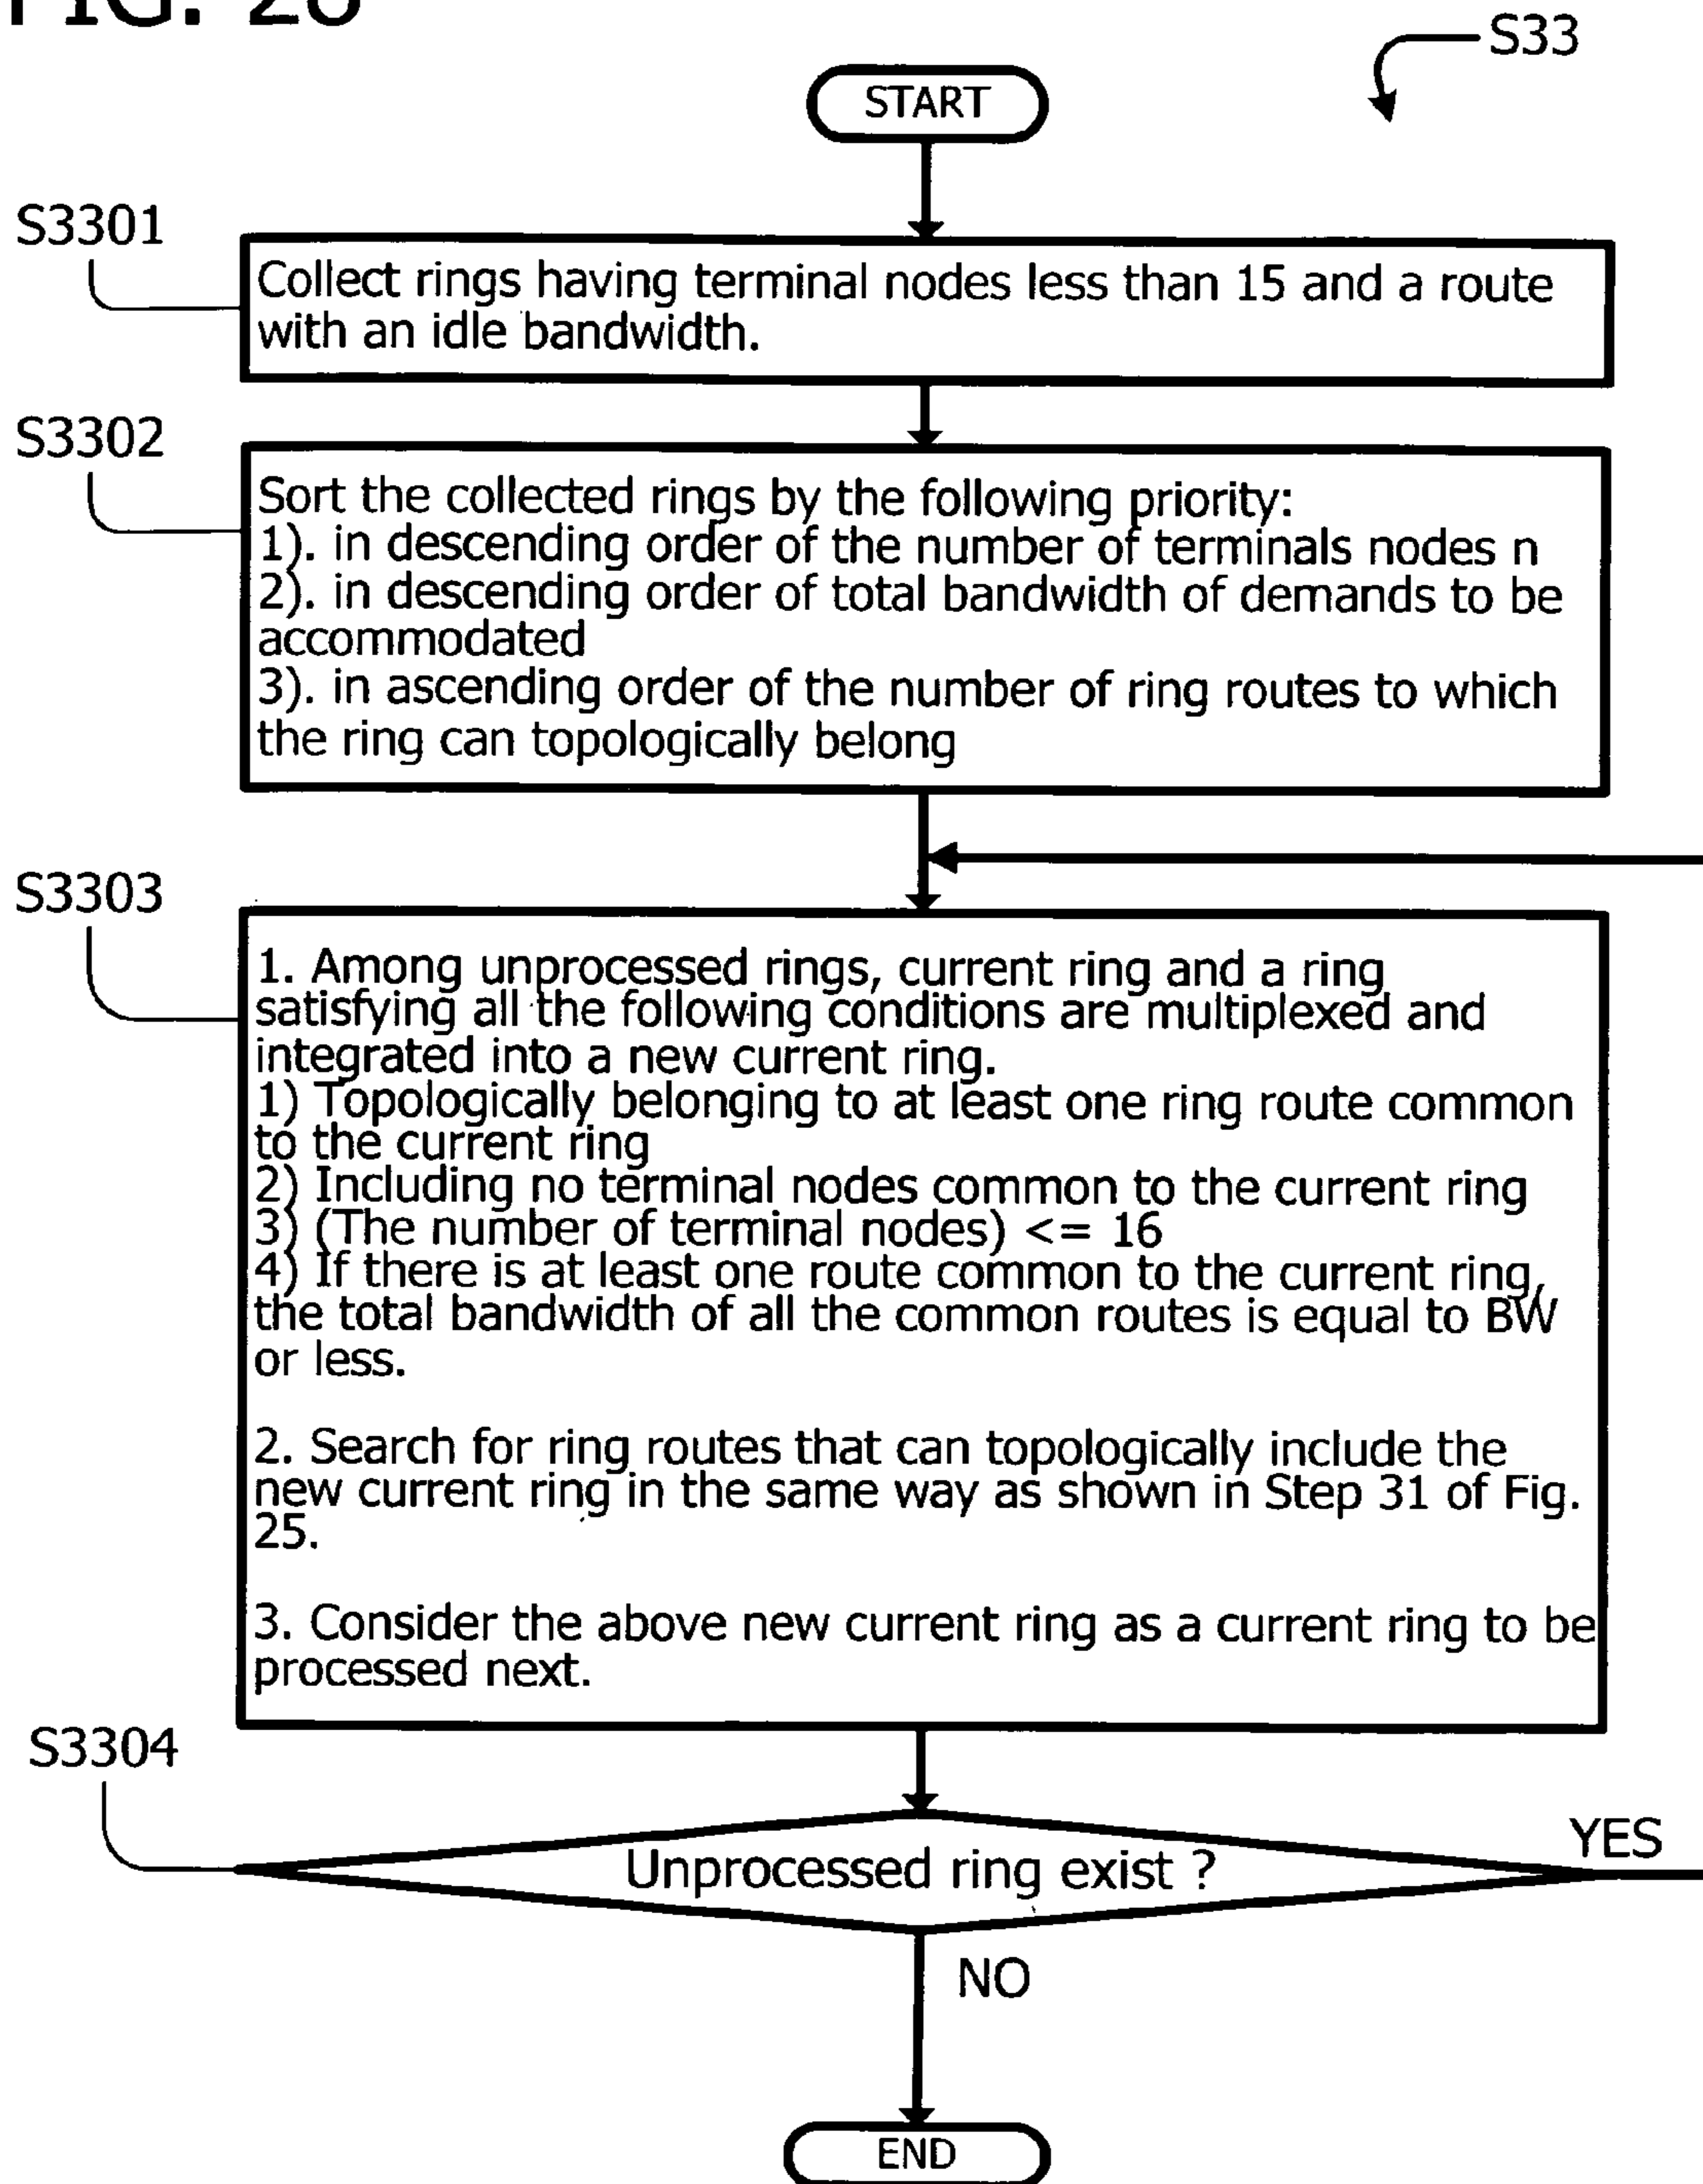 FIG. 28
S33
START
S3301
Collect rings having terminal nodes less than 15 and a route
with an idle bandwidth.
S3302
Sort the collected rings by the following priority:
1). in descending order of the number of terminals nodes n
2). in descending order of total bandwidth of demands to be
accommodated
3). in ascending order of the number of ring routes to which
the ring can topologically belong
S3303
1. Among unprocessed rings, current ring and a ring
satisfying all the following conditions are multiplexed and
integrated into a new current ring.
1) Topologically belonging to at least one ring route common
to the current ring
2) Including no terminal nodes common to the current ring
3) (The number of terminal nodes) <= 16
4) If there is at least one route common to the current ring,
the total bandwidth of all the common routes is equal to BW
or less.
2. Search for ring routes that can topologically include the
new current ring in the same way as shown in Step 31 of Fig.
25.
3. Consider the above new current ring as a current ring to be
processed next.
S3304
Unprocessed ring exist ?
YES
NO
END